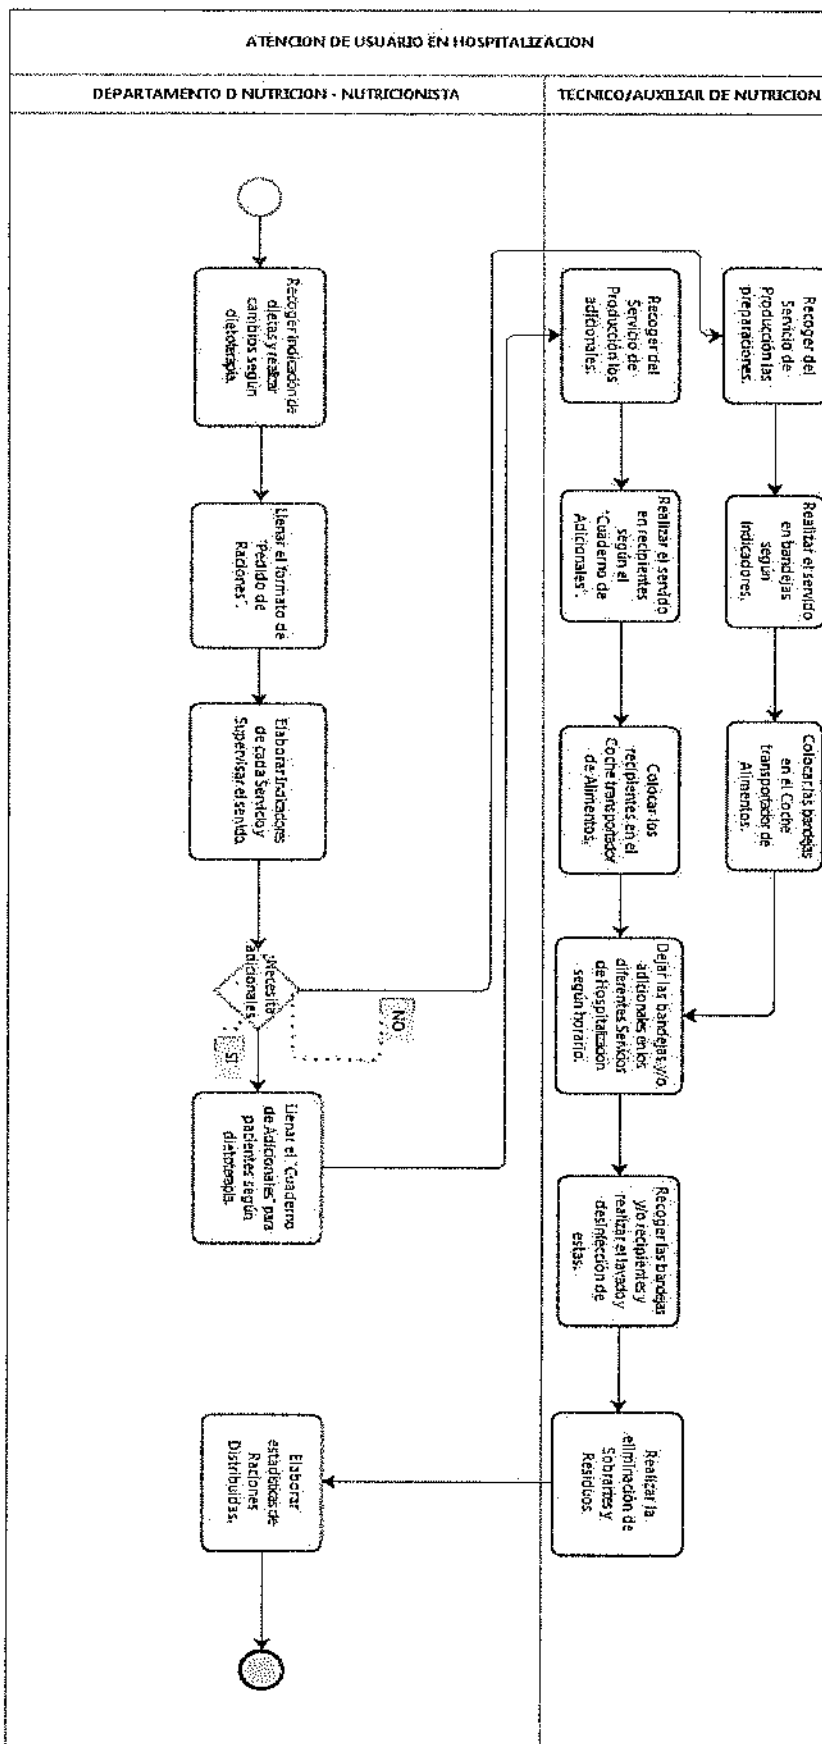 ATENCION DE USUARIO EN HOSPITALIZACION
DEPARTAMENTO D NUTRICION - NUTRICIONISTA
TECNICO/AUXILIAR DE NUTRICION
Recoger indicación de
dietas y realizar
cambios según
dietoterapia.
Llenar el formato de
"Pedido de
Raciones".
Elaborar Indicadores
de cada Servicio y
Supervisar el servido.
¿Necesita
adicionales?
NO
SI
Llenar el "Cuaderno
de Adicionales" para
pacientes según
dietoterapia.
Recoger del
Servicio de
Producción las
preparaciones.
Realizar el servido
en bandejas
según
Indicadores.
Colocar las bandejas
en el Coche
transportador de
Alimentos.
Recoger del
Servicio de
Producción los
adicionales.
Realizar el servido
en recipientes
según el
"Cuaderno de
Adicionales".
Colocar los
recipientes en el
Coche transportador
de Alimentos.
Dejar las bandejas y/o
adicionales en los
diferentes Servicios
de Hospitalización
según horario.
Recoger las bandejas
y/o recipientes y
realizar el lavado y
desinfección de
estas.
Realizar la
eliminación de
Sobrantes y
Residuos.
Elaborar
estadísticas de
Raciones
Distribuidas.